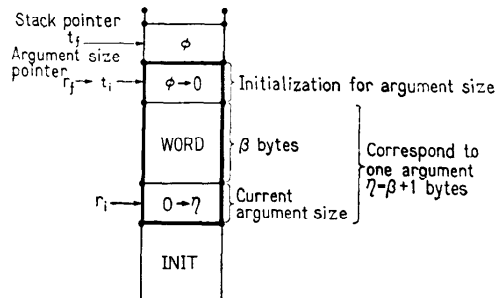 Stack pointer
t_f
ϕ
Argument size
pointer
r_f → t_i
ϕ→0
Initialization for argument size
WORD
β bytes
Correspond to
one argument
η=β+1 bytes
r_i
0→η
Current
argument size
INIT